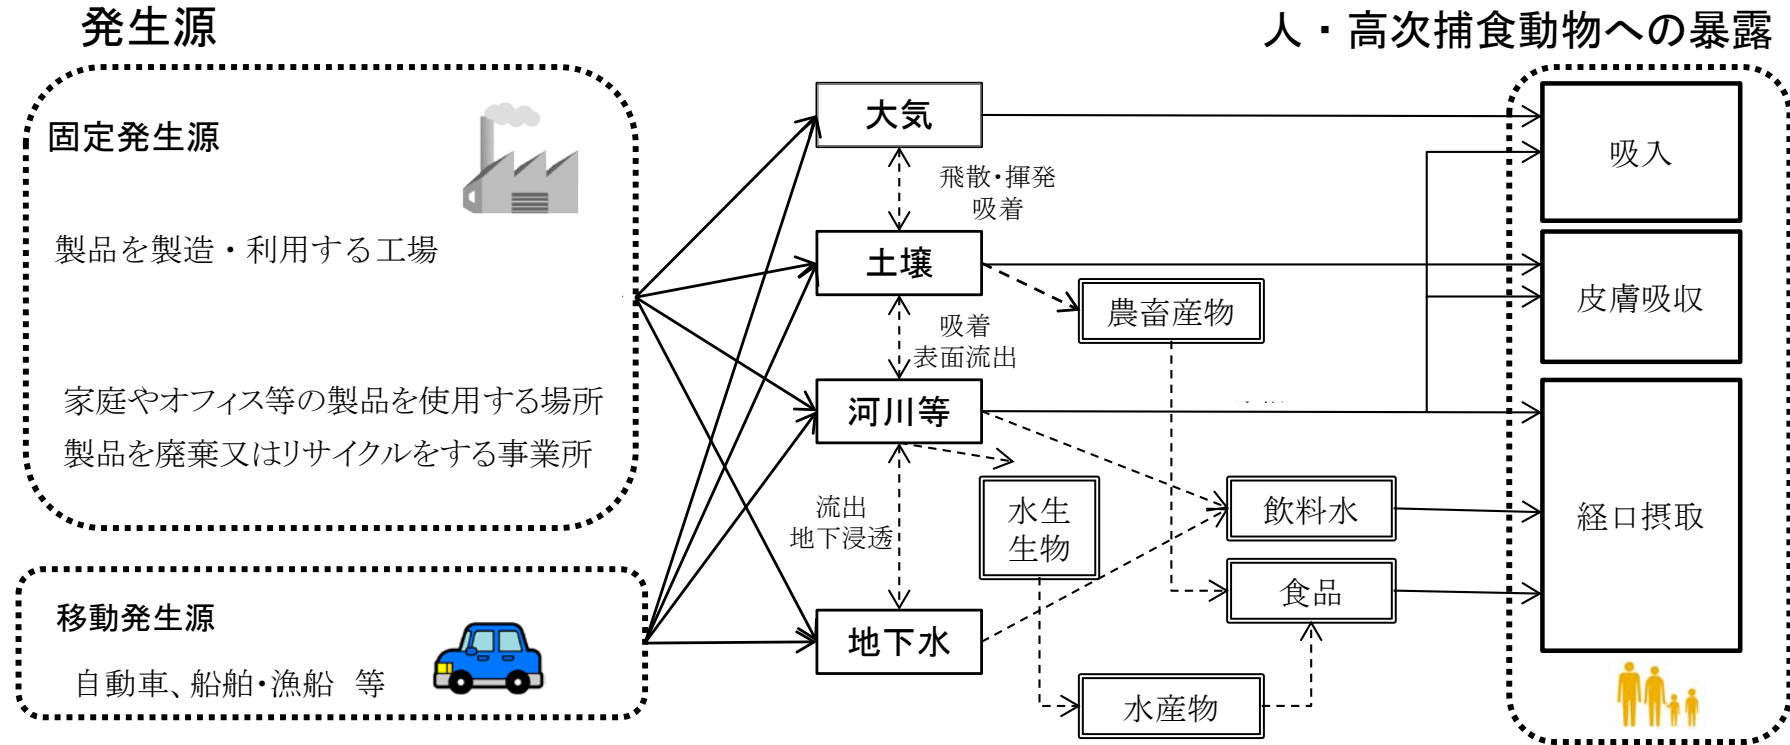 発生源
人・高次捕食動物への暴露
固定発生源
製品を製造・利用する工場
家庭やオフィス等の製品を使用する場所
製品を廃棄又はリサイクルをする事業所
移動発生源
自動車、船舶・漁船 等
大気
飛散・揮発
吸着
土壌
吸着
表面流出
河川等
流出
地下浸透
地下水
農畜産物
水生
生物
飲料水
食品
水産物
吸入
皮膚吸収
経口摂取